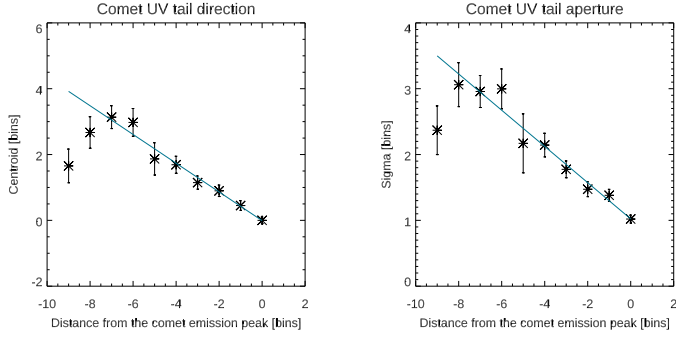 Comet UV tail direction
6
4
2
0
-2
Centroid [bins]
-10 -8 -6 -4 -2 0 2
Distance from the comet emission peak [bins]
Comet UV tail aperture
4
3
2
1
0
Sigma [bins]
-10 -8 -6 -4 -2 0 2
Distance from the comet emission peak [bins]